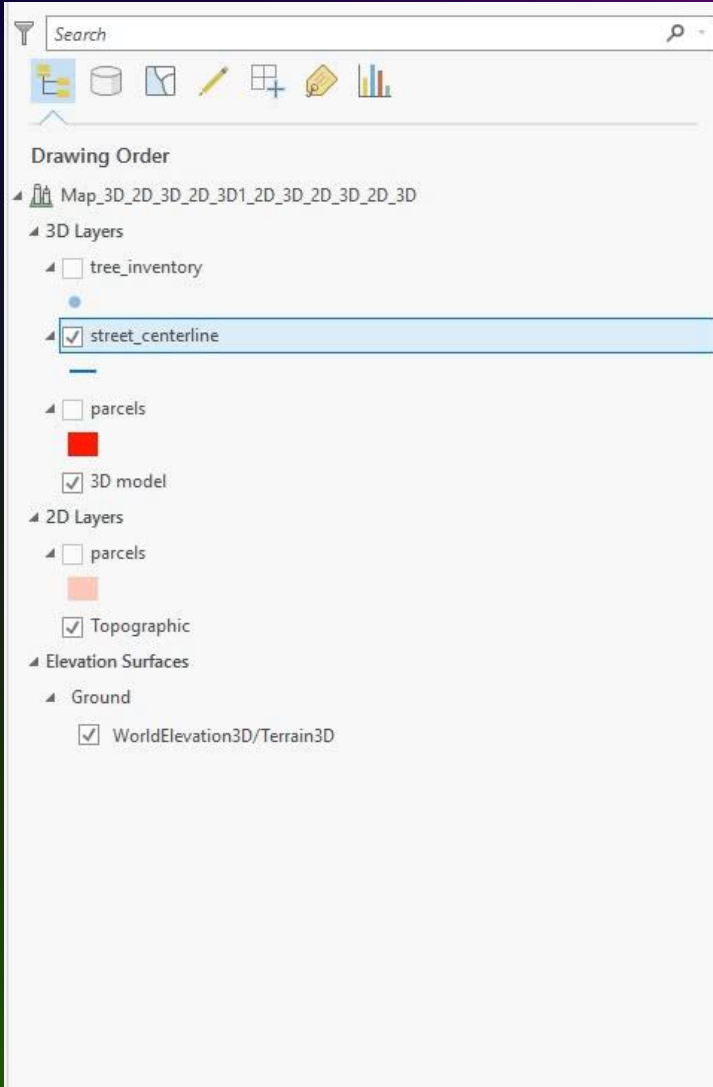 Search
Drawing Order
Map_3D_2D_3D_2D_3D1_2D_3D_2D_3D_2D_3D
3D Layers
tree_inventory
street_centerline
parcels
3D model
2D Layers
parcels
Topographic
Elevation Surfaces
Ground
WorldElevation3D/Terrain3D